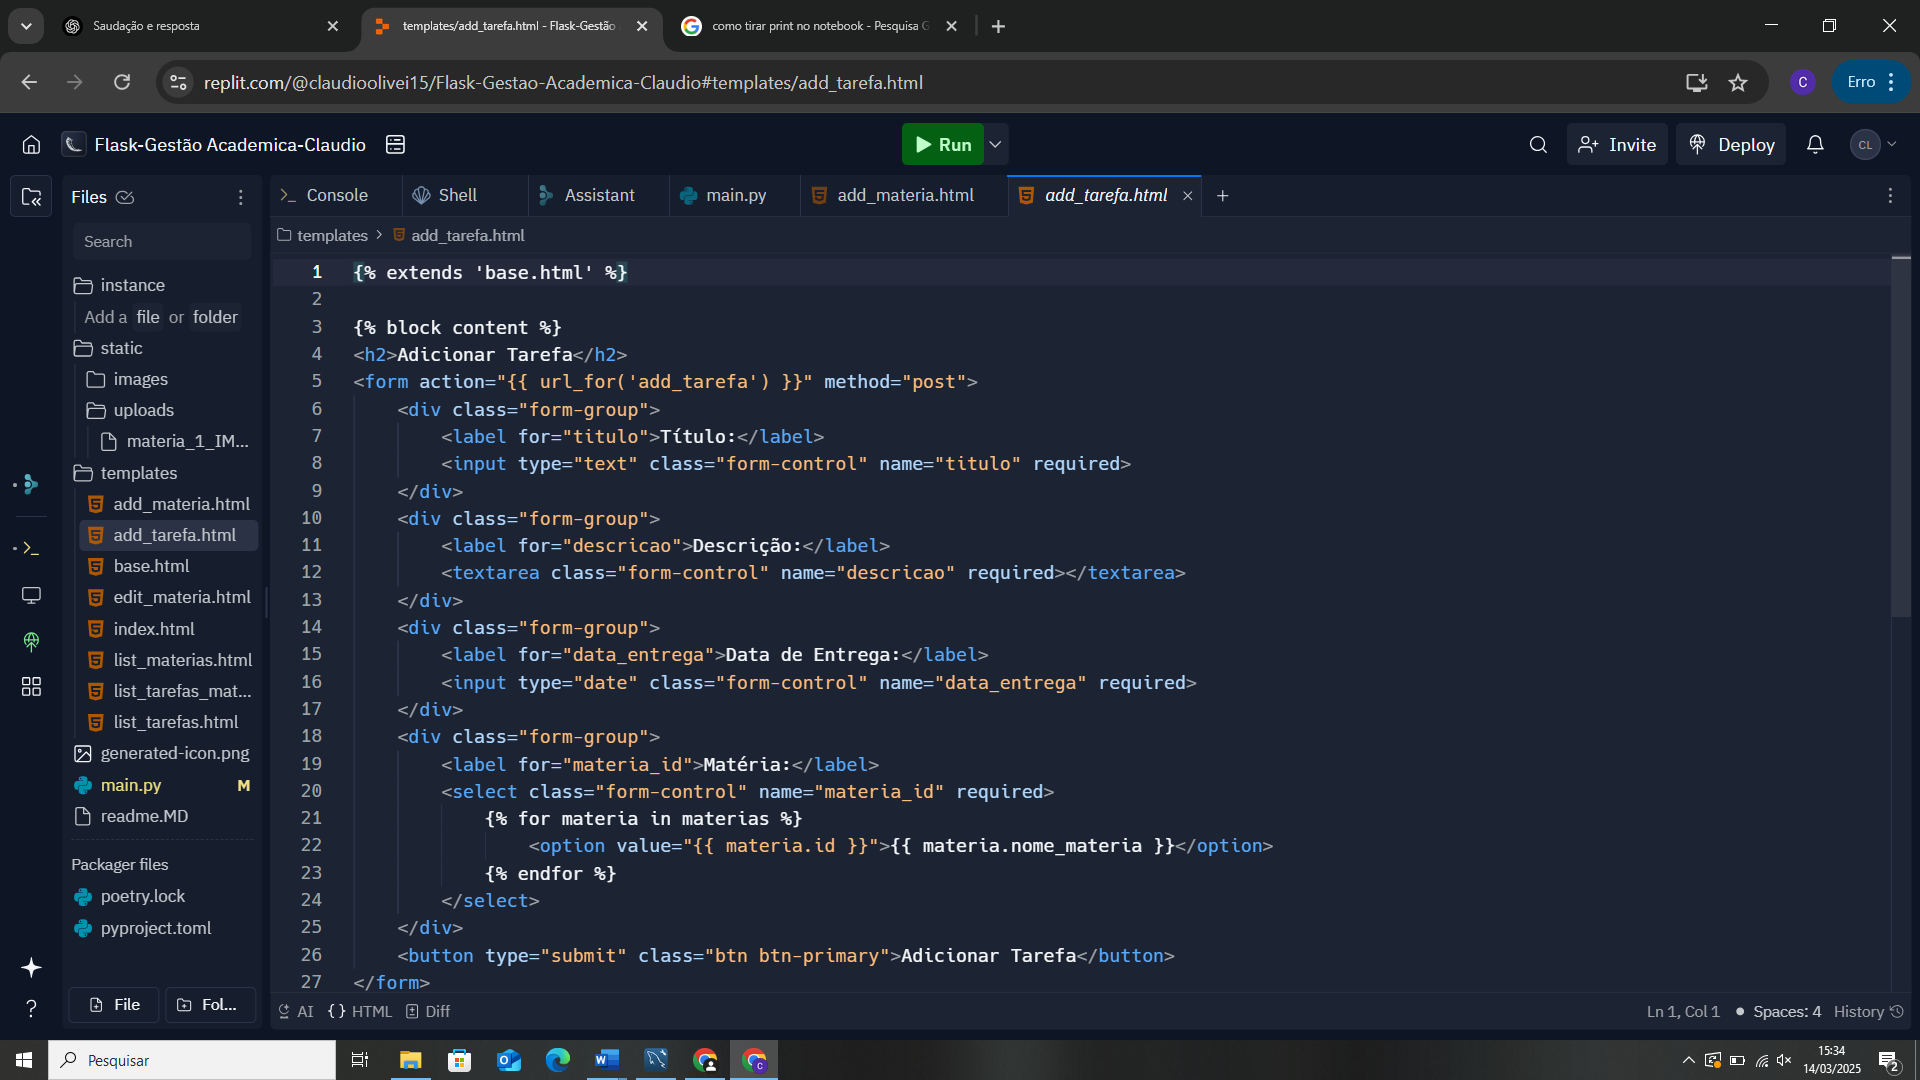 Saudação e resposta
templates/add_tarefa.html - Flask-Gestão
como tirar print no notebook - Pesquisa G
replit.com/@claudioolivei15/Flask-Gestao-Academica-Claudio#templates/add_tarefa.html
C
Erro
Flask-Gestão Academica-Claudio
Run
Invite
Deploy
CL
Files
Search
instance
Add a file or folder
static
images
uploads
materia_1_IM...
templates
add_materia.html
add_tarefa.html
base.html
edit_materia.html
index.html
list_materias.html
list_tarefas_mat...
list_tarefas.html
generated-icon.png
main.py M
readme.MD
Packager files
poetry.lock
pyproject.toml
File
Fol...
Console
Shell
Assistant
main.py
add_materia.html
add_tarefa.html
templates > add_tarefa.html
1 {% extends 'base.html' %}
2
3 {% block content %}
4 <h2>Adicionar Tarefa</h2>
5 <form action="{{ url_for('add_tarefa') }}" method="post">
6 <div class="form-group">
7 <label for="titulo">Título:</label>
8 <input type="text" class="form-control" name="titulo" required>
9 </div>
10 <div class="form-group">
11 <label for="descricao">Descrição:</label>
12 <textarea class="form-control" name="descricao" required></textarea>
13 </div>
14 <div class="form-group">
15 <label for="data_entrega">Data de Entrega:</label>
16 <input type="date" class="form-control" name="data_entrega" required>
17 </div>
18 <div class="form-group">
19 <label for="materia_id">Matéria:</label>
20 <select class="form-control" name="materia_id" required>
21 {% for materia in materias %}
22 <option value="{{ materia.id }}">{{ materia.nome_materia }}</option>
23 {% endfor %}
24 </select>
25 </div>
26 <button type="submit" class="btn btn-primary">Adicionar Tarefa</button>
27 </form>
AI
{} HTML
Diff
Ln 1, Col 1
Spaces: 4
History
Pesquisar
15:34
14/03/2025
2